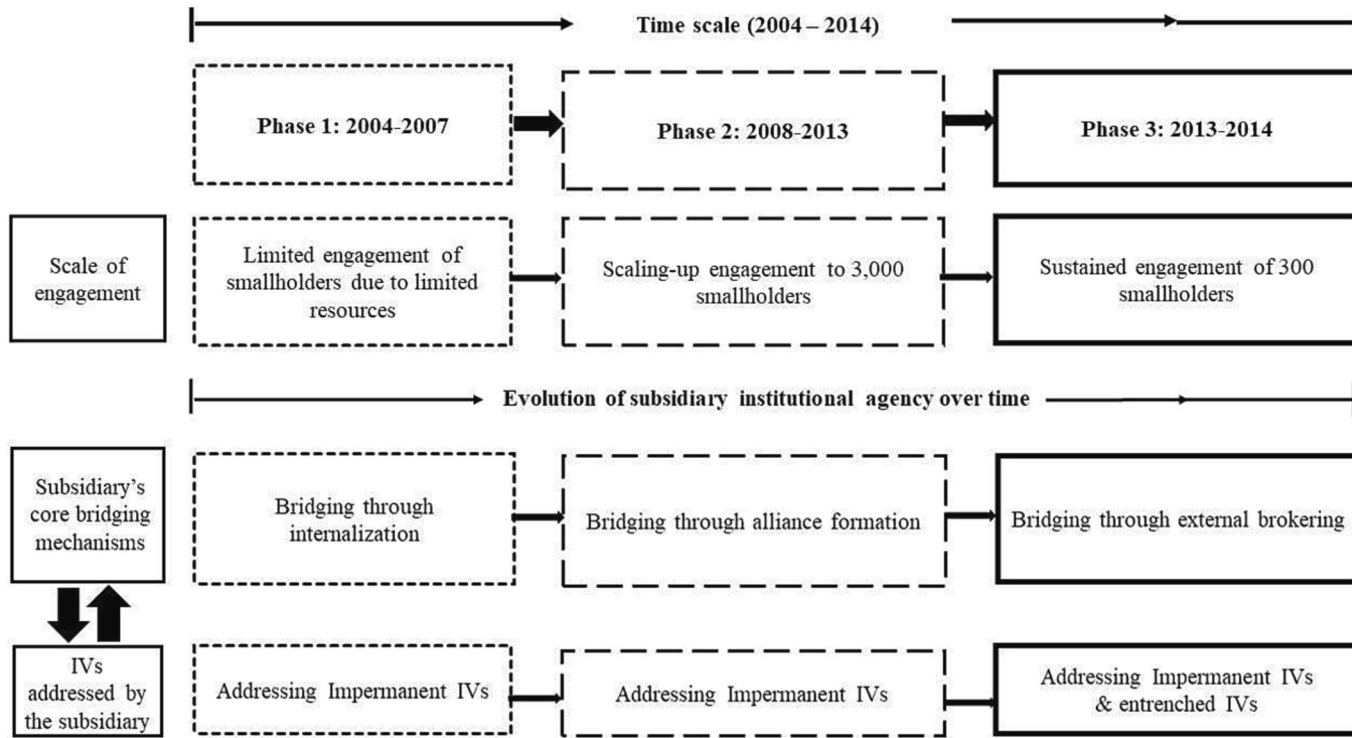 Time scale (2004 – 2014)
Phase 1: 2004-2007
Phase 2: 2008-2013
Phase 3: 2013-2014
Scale of
engagement
Limited engagement of
smallholders due to limited
resources
Scaling-up engagement to 3,000
smallholders
Sustained engagement of 300
smallholders
Evolution of subsidiary institutional agency over time
Subsidiary’s
core bridging
mechanisms
Bridging through
internalization
Bridging through alliance formation
Bridging through external brokering
IVs
addressed by
the subsidiary
Addressing Impermanent IVs
Addressing Impermanent IVs
Addressing Impermanent IVs
& entrenched IVs